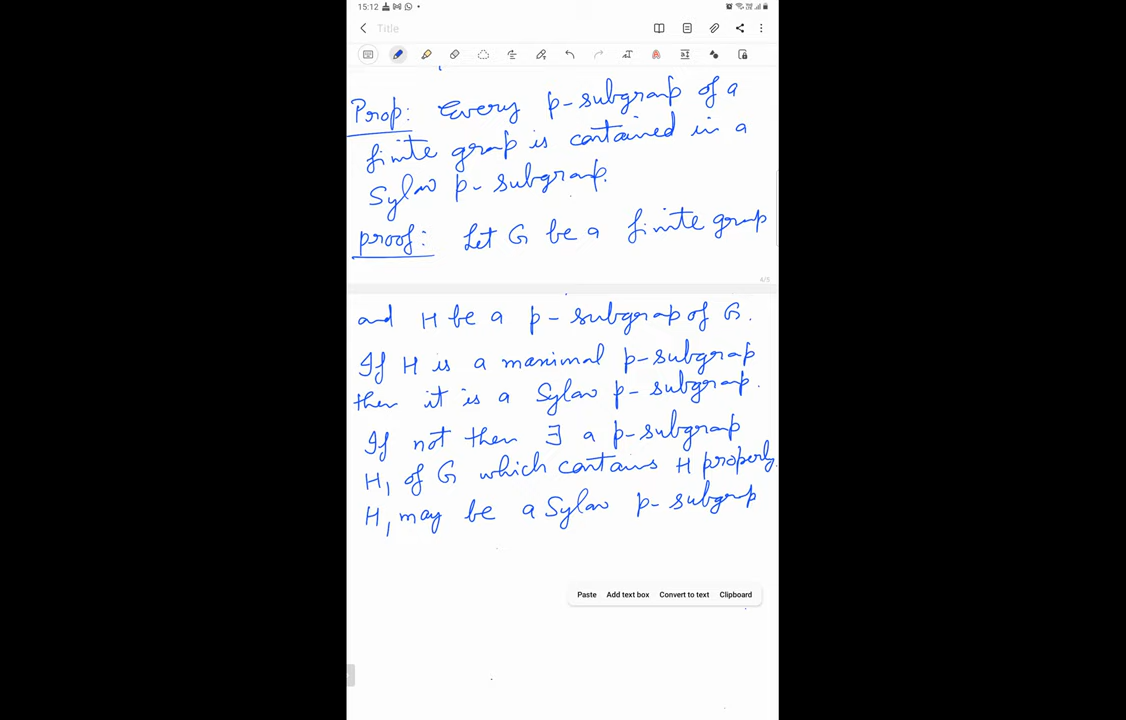 15:12
Title
Prop: Every p-subgroup of a
finite group is contained in a
Sylow p-subgroup.
proof: Let G be a finite group
4/5
and H be a p-subgroup of G.
If H is a maximal p-subgroup
then it is a Sylow p-subgroup.
If not then ∃ a p-subgroup
H₁ of G which contains H properly.
H₁ may be a Sylow p-subgroup
Paste Add text box Convert to text Clipboard